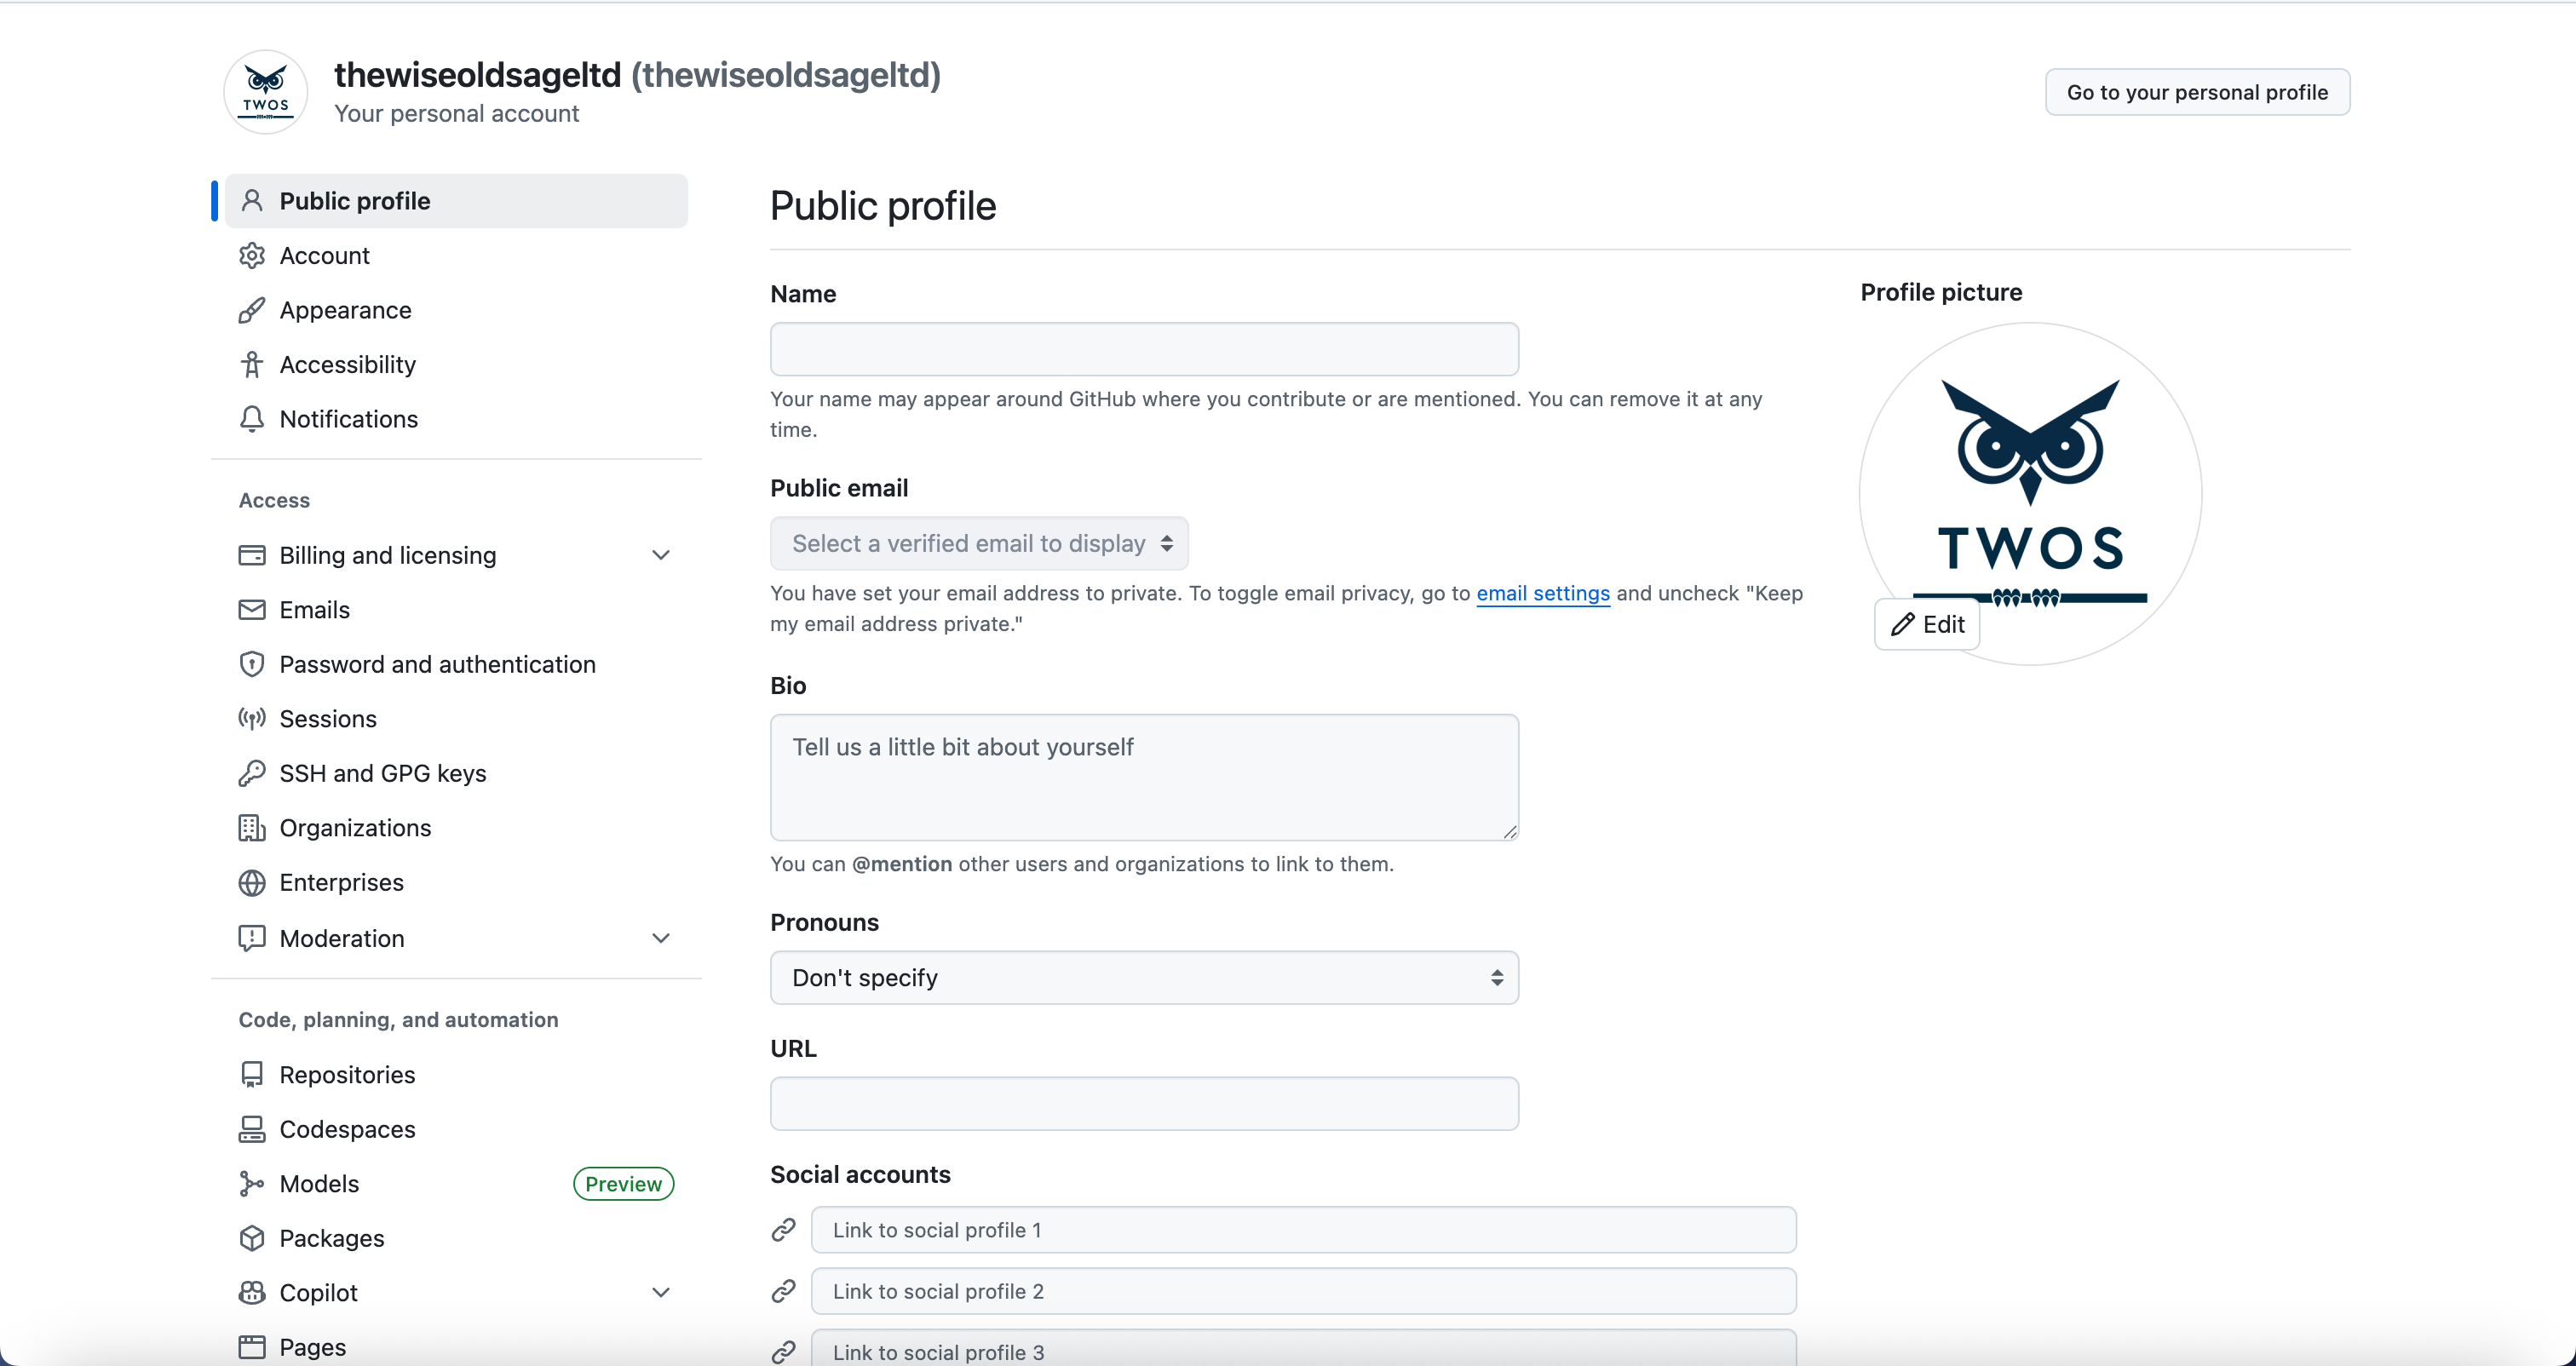 TWOS
thewiseoldsageltd (thewiseoldsageltd)
Your personal account
Go to your personal profile
Public profile
Account
Appearance
Accessibility
Notifications
Access
Billing and licensing
Emails
Password and authentication
Sessions
SSH and GPG keys
Organizations
Enterprises
Moderation
Code, planning, and automation
Repositories
Codespaces
Models
Preview
Packages
Copilot
Pages
Public profile
Name
Your name may appear around GitHub where you contribute or are mentioned. You can remove it at any
time.
Public email
Select a verified email to display
You have set your email address to private. To toggle email privacy, go to email settings and uncheck "Keep
my email address private."
Bio
Tell us a little bit about yourself
You can @mention other users and organizations to link to them.
Pronouns
Don't specify
URL
Social accounts
Link to social profile 1
Link to social profile 2
Link to social profile 3
Profile picture
TWOS
Edit